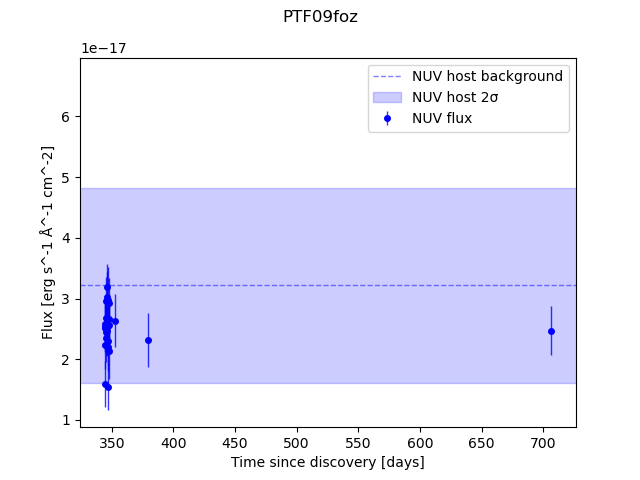 PTF09foz
1e−17
NUV host background
NUV host 2σ
NUV flux
6
5
4
3
2
1
Flux [erg s^-1 Å^-1 cm^-2]
350 400 450 500 550 600 650 700
Time since discovery [days]